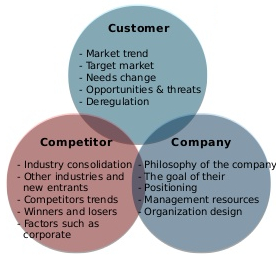 Customer
- Market trend
- Target market
- Needs change
- Opportunities & threats
- Deregulation
Competitor
- Industry consolidation
- Other industries and
new entrants
- Competitors trends
- Winners and losers
- Factors such as
corporate
Company
- Philosophy of the company
- The goal of their
- Positioning
- Management resources
- Organization design